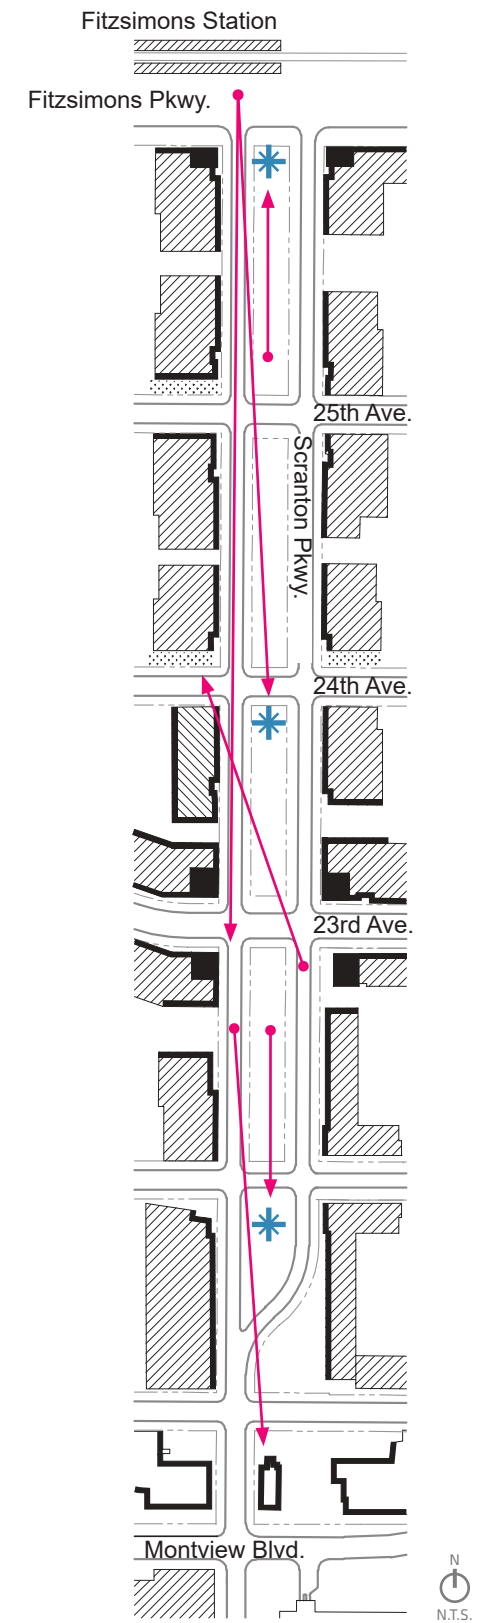 Fitzsimons Station
Fitzsimons Pkwy.
25th Ave.
Scranton Pkwy.
24th Ave.
23rd Ave.
Montview Blvd.
N
N.T.S.